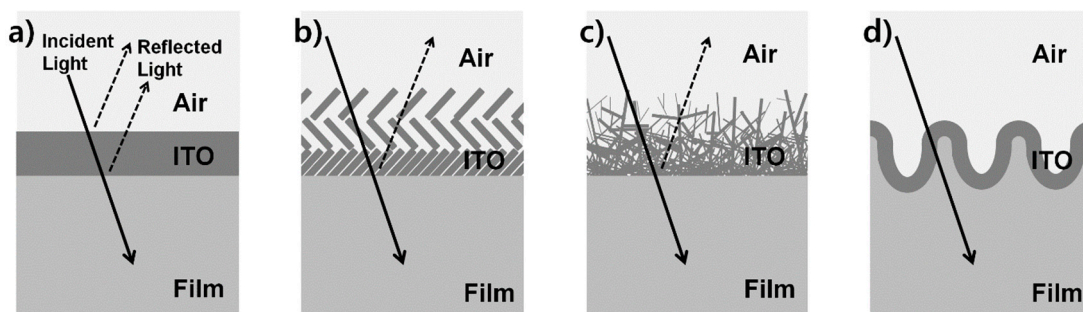 a)
Incident
Light
Reflected
Light
Air
ITO
Film
b)
Air
ITO
Film
c)
Air
ITO
Film
d)
Air
ITO
Film